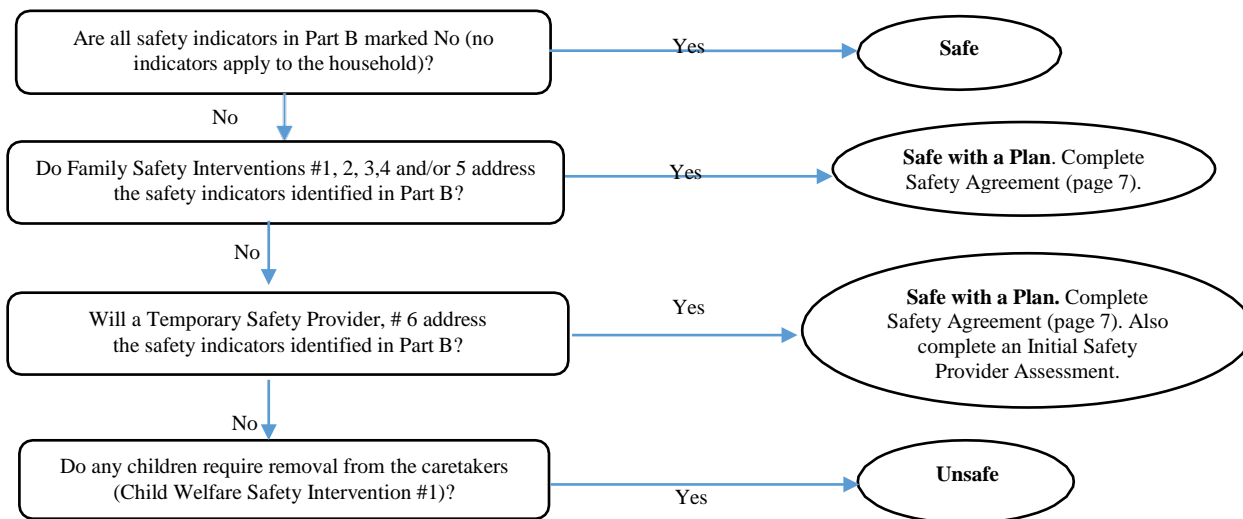 Are all safety indicators in Part B marked No (no
indicators apply to the household)?
Yes
Safe
No
Do Family Safety Interventions #1, 2, 3,4 and/or 5 address
the safety indicators identified in Part B?
Yes
Safe with a Plan. Complete
Safety Agreement (page 7).
No
Will a Temporary Safety Provider, # 6 address
the safety indicators identified in Part B?
Yes
Safe with a Plan. Complete
Safety Agreement (page 7). Also
complete an Initial Safety
Provider Assessment.
No
Do any children require removal from the caretakers
(Child Welfare Safety Intervention #1)?
Yes
Unsafe